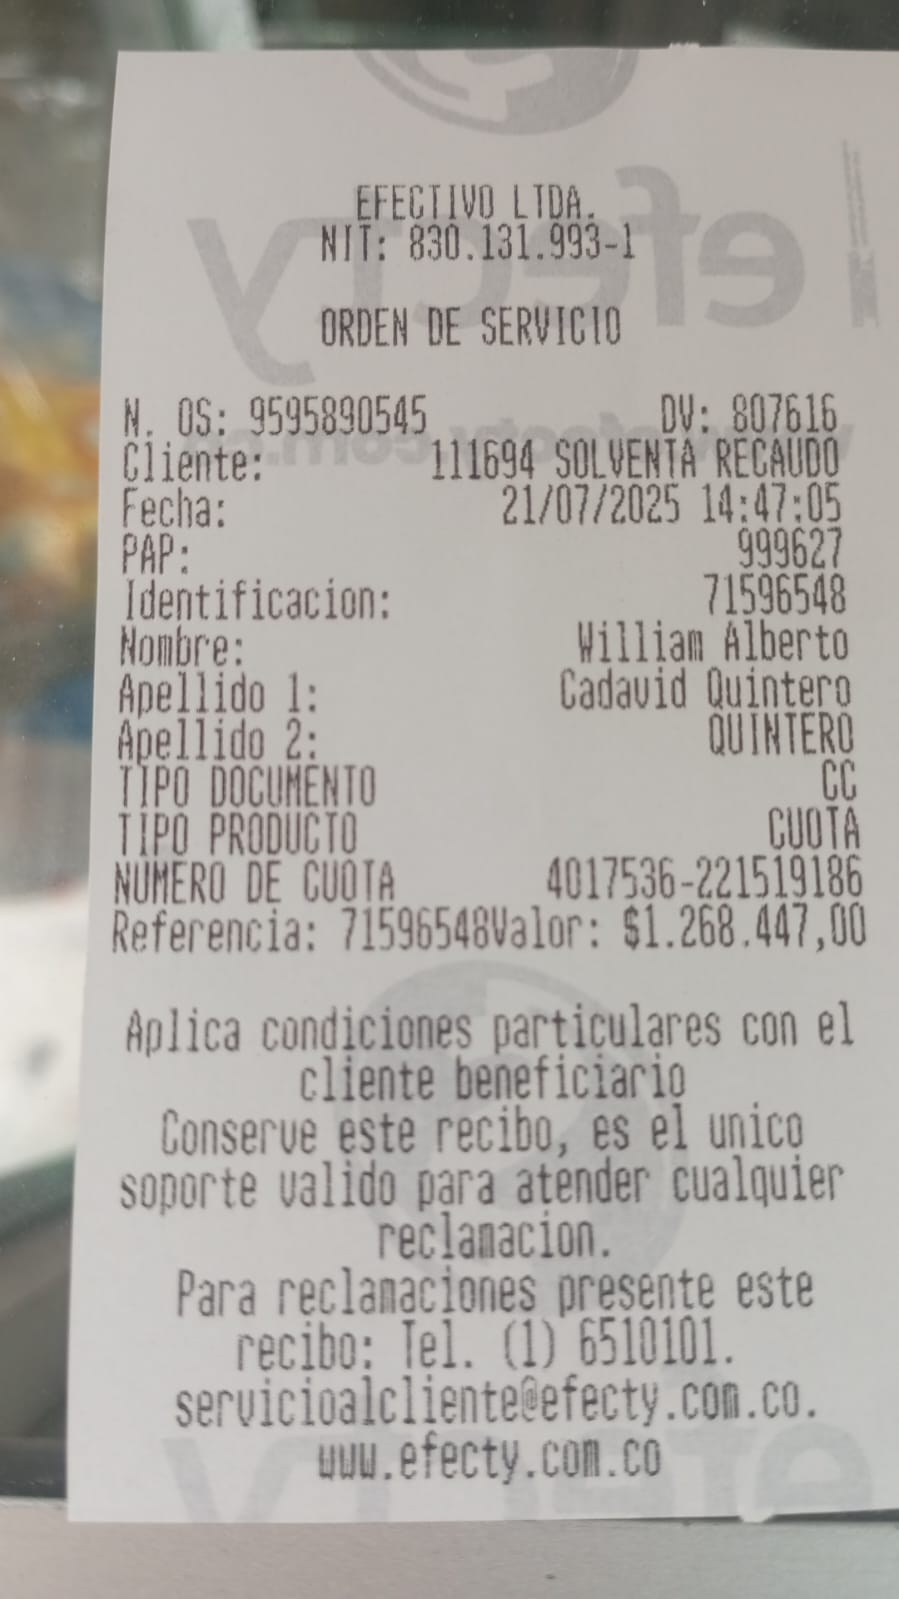 EFECTIVO LTDA.
NIT: 830.131.993-1
ORDEN DE SERVICIO
N. OS: 9595890545 DV: 807616
Cliente: 111694 SOLVENTA RECAUDO
Fecha: 21/07/2025 14:47:05
PAP: 999627
Identificacion: 71596548
Nombre: William Alberto
Apellido 1: Cadavid Quintero
Apellido 2: QUINTERO
TIPO DOCUMENTO CC
TIPO PRODUCTO CUOTA
NUMERO DE CUOTA 4017536-221519186
Referencia: 71596548Valor: $1.268.447,00
Aplica condiciones particulares con el
cliente beneficiario
Conserve este recibo, es el unico
soporte valido para atender cualquier
reclamacion.
Para reclamaciones presente este
recibo: Tel. (1) 6510101.
servicioalcliente@efecty.com.co.
www.efecty.com.co